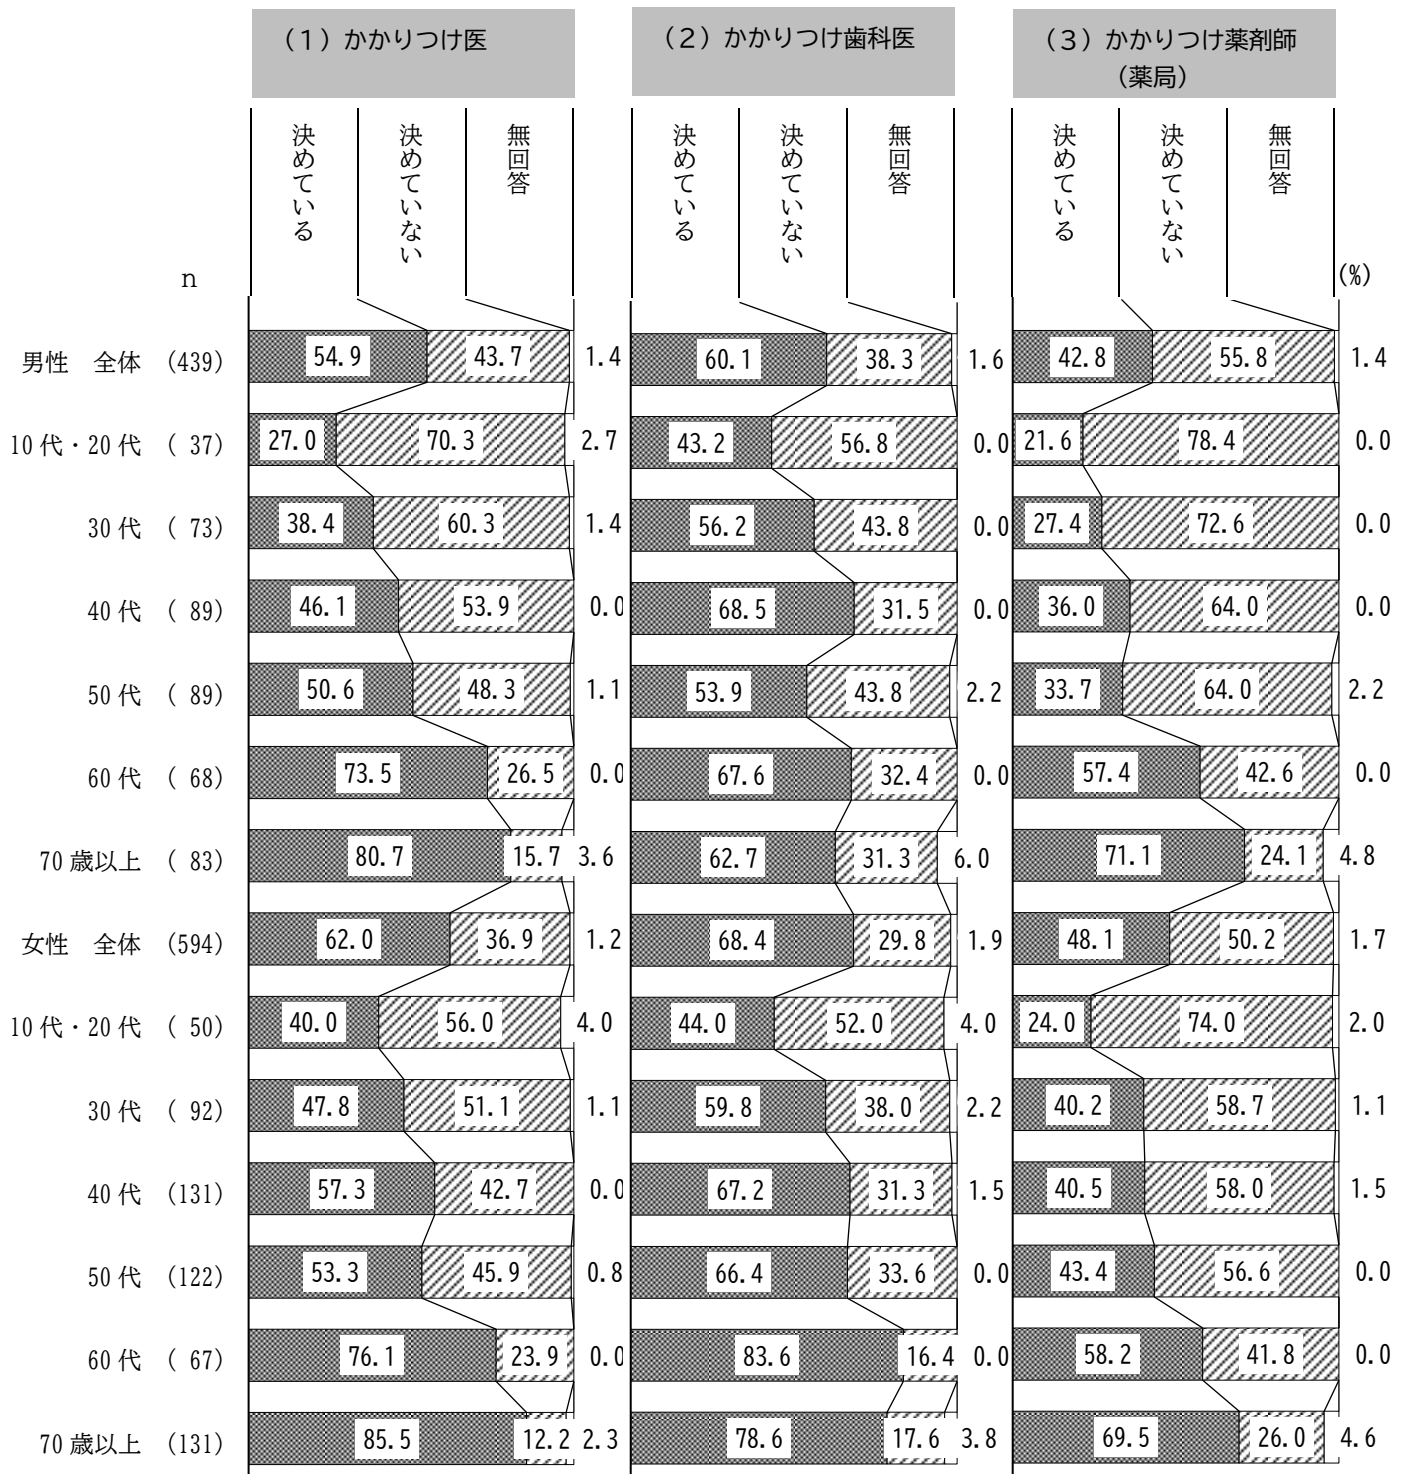 （１）かかりつけ医
（２）かかりつけ歯科医
（３）かかりつけ薬剤師
（薬局）
決めている
決めていない
無回答
決めている
決めていない
無回答
決めている
決めていない
無回答
n
(%)
男性　全体 (439) 54.9 43.7 1.4 60.1 38.3 1.6 42.8 55.8 1.4
10代・20代 ( 37) 27.0 70.3 2.7 43.2 56.8 0.0 21.6 78.4 0.0
30代 ( 73) 38.4 60.3 1.4 56.2 43.8 0.0 27.4 72.6 0.0
40代 ( 89) 46.1 53.9 0.0 68.5 31.5 0.0 36.0 64.0 0.0
50代 ( 89) 50.6 48.3 1.1 53.9 43.8 2.2 33.7 64.0 2.2
60代 ( 68) 73.5 26.5 0.0 67.6 32.4 0.0 57.4 42.6 0.0
70歳以上 ( 83) 80.7 15.7 3.6 62.7 31.3 6.0 71.1 24.1 4.8
女性　全体 (594) 62.0 36.9 1.2 68.4 29.8 1.9 48.1 50.2 1.7
10代・20代 ( 50) 40.0 56.0 4.0 44.0 52.0 4.0 24.0 74.0 2.0
30代 ( 92) 47.8 51.1 1.1 59.8 38.0 2.2 40.2 58.7 1.1
40代 (131) 57.3 42.7 0.0 67.2 31.3 1.5 40.5 58.0 1.5
50代 (122) 53.3 45.9 0.8 66.4 33.6 0.0 43.4 56.6 0.0
60代 ( 67) 76.1 23.9 0.0 83.6 16.4 0.0 58.2 41.8 0.0
70歳以上 (131) 85.5 12.2 2.3 78.6 17.6 3.8 69.5 26.0 4.6